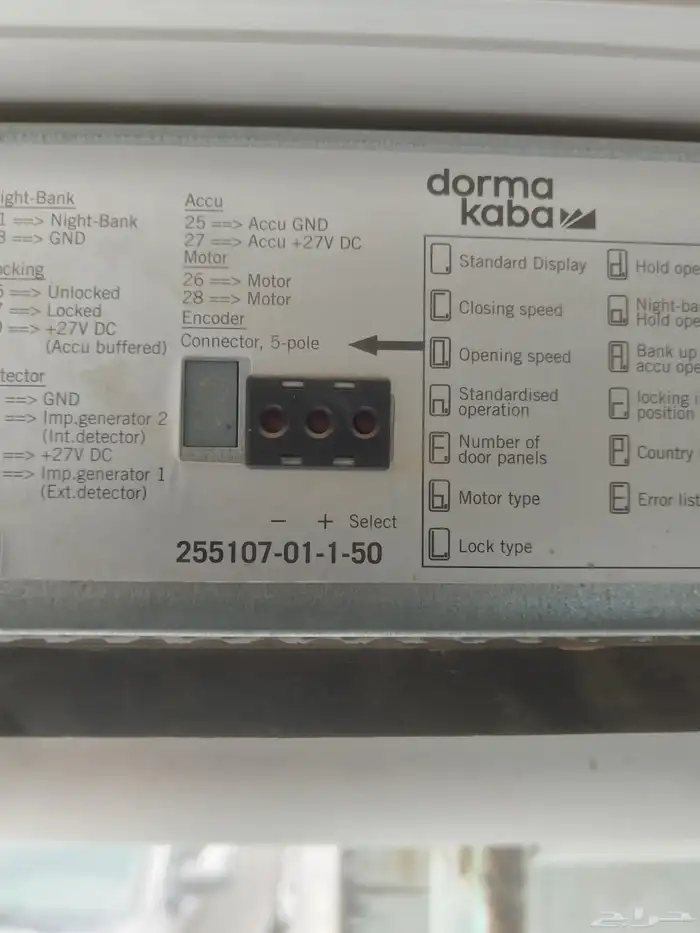 ight-Bank
1 ==> Night-Bank
3 ==> GND
ocking
==> Unlocked
==> Locked
==> +27V DC
(Accu buffered)
tector
==> GND
==> Imp.generator 2
(Int.detector)
==> +27V DC
==> Imp.generator 1
(Ext.detector)
Accu
25 ==> Accu GND
27 ==> Accu +27V DC
Motor
26 ==> Motor
28 ==> Motor
Encoder
Connector, 5-pole
− + Select
255107-01-1-50
dorma
kaba
Standard Display
Closing speed
Opening speed
Standardised
operation
Number of
door panels
Motor type
Lock type
Hold ope
Night-ba
Hold ope
Bank up
accu ope
locking i
position
Country
Error list
حراج